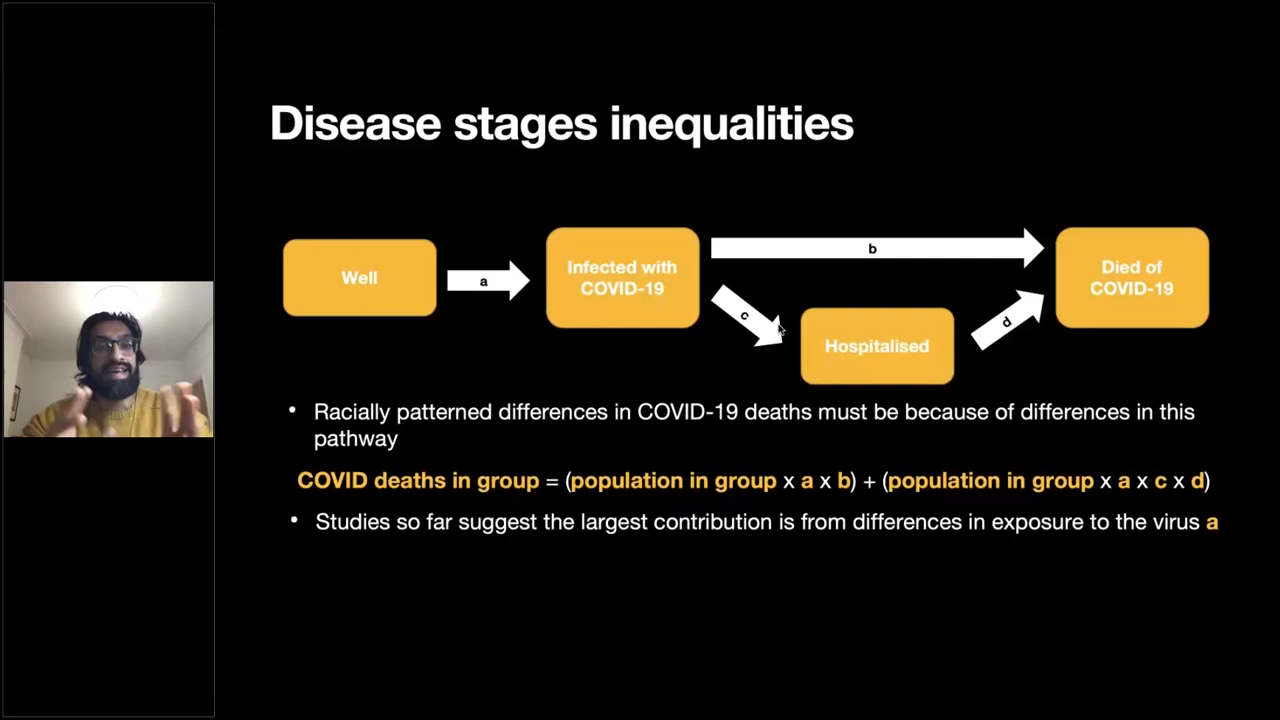 Disease stages inequalities
Well
a
Infected with
COVID-19
b
c
Hospitalised
d
Died of
COVID-19
• Racially patterned differences in COVID-19 deaths must be because of differences in this
pathway
COVID deaths in group = (population in group x a x b) + (population in group x a x c x d)
• Studies so far suggest the largest contribution is from differences in exposure to the virus a